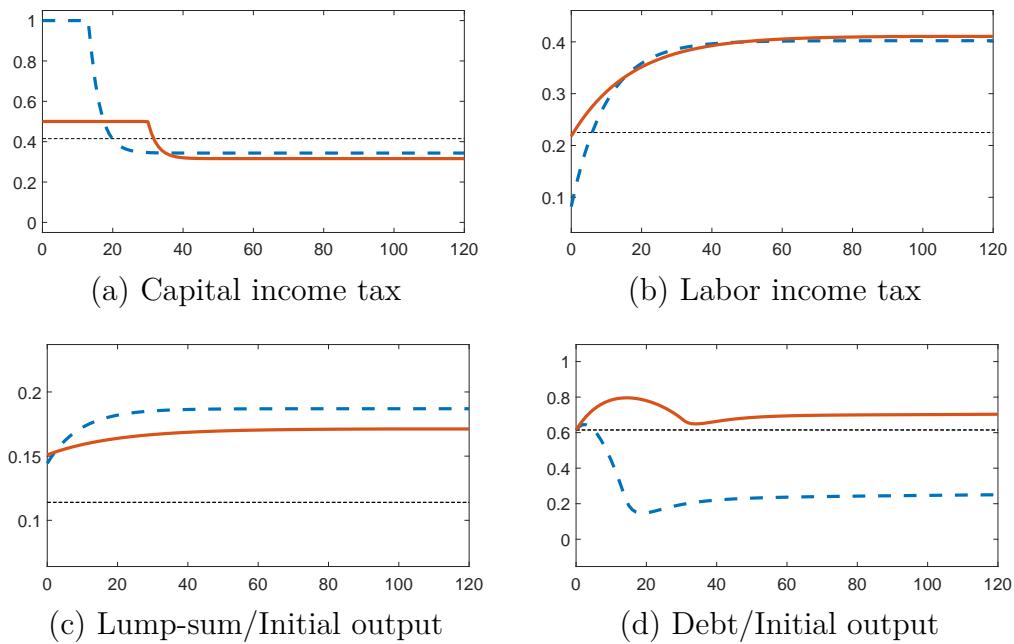 1
0.8
0.6
0.4
0.2
0
0 20 40 60 80 100 120
(a) Capital income tax
0.4
0.3
0.2
0.1
0 20 40 60 80 100 120
(b) Labor income tax
0.2
0.15
0.1
0 20 40 60 80 100 120
(c) Lump-sum/Initial output
1
0.8
0.6
0.4
0.2
0
0 20 40 60 80 100 120
(d) Debt/Initial output